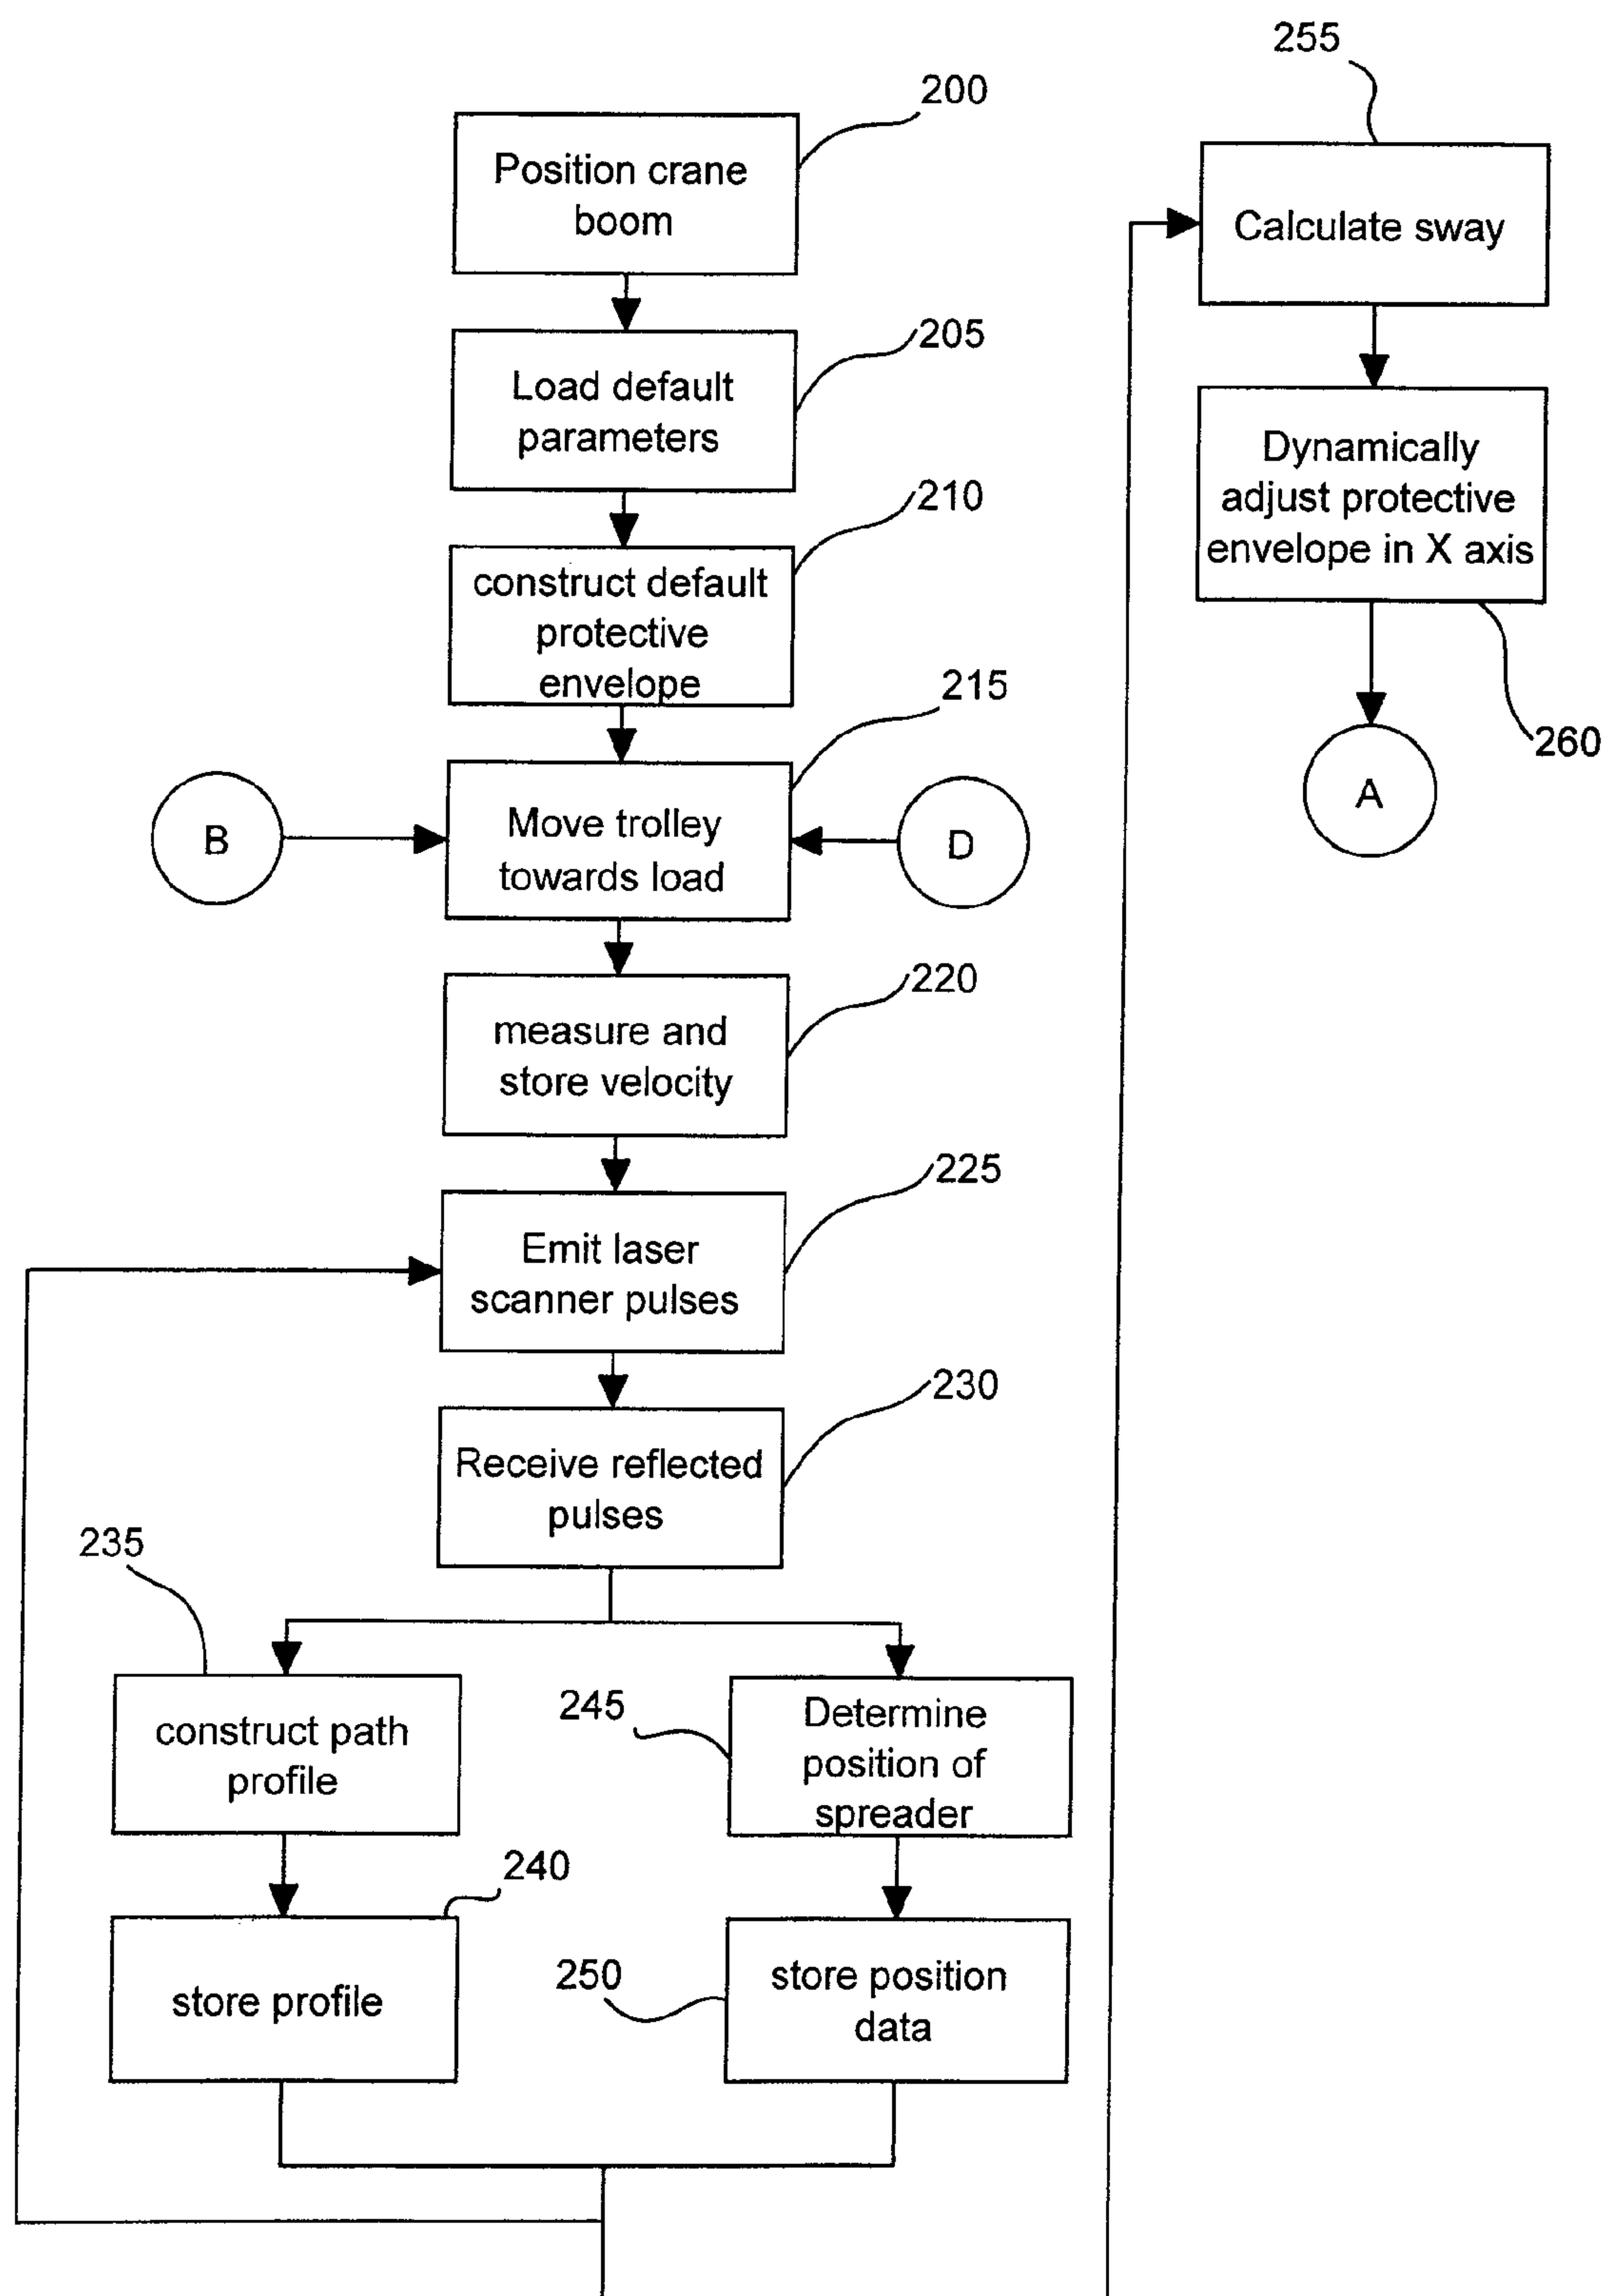 200
Position crane
boom
205
Load default
parameters
210
construct default
protective
envelope
215
B
Move trolley
towards load
D
220
measure and
store velocity
225
Emit laser
scanner pulses
230
Receive reflected
pulses
235
construct path
profile
245
Determine
position of
spreader
240
store profile
250
store position
data
255
Calculate sway
Dynamically
adjust protective
envelope in X axis
260
A